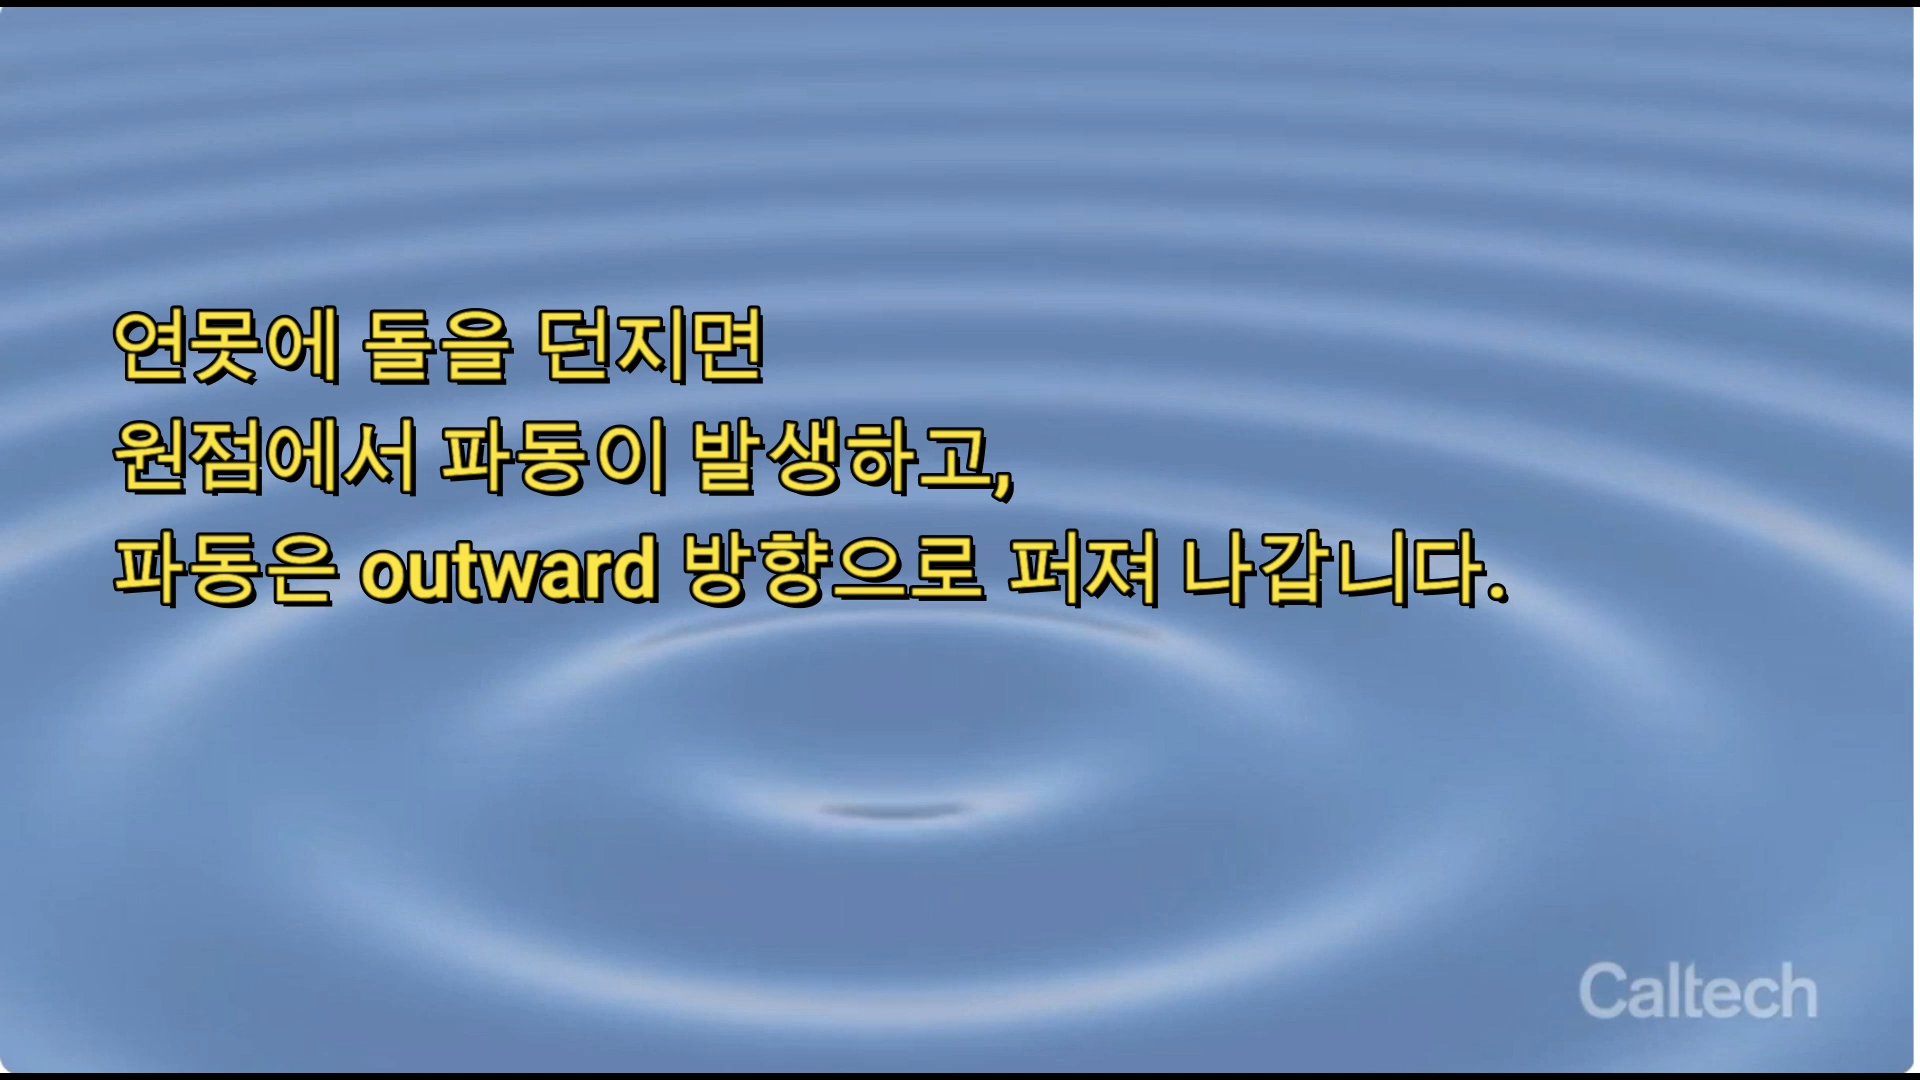 연못에 돌을 던지면
원점에서 파동이 발생하고,
파동은 outward 방향으로 퍼져 나갑니다.
Caltech